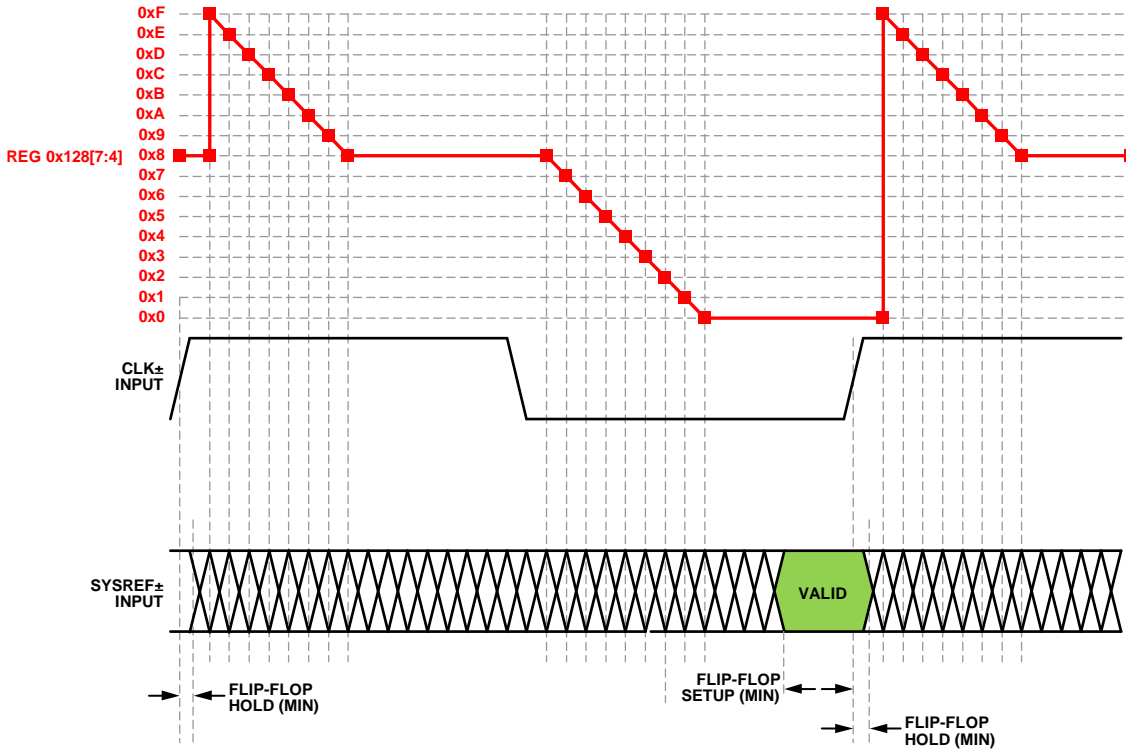 0xF
0xE
0xD
0xC
0xB
0xA
0x9
REG 0x128[7:4] 0x8
0x7
0x6
0x5
0x4
0x3
0x2
0x1
0x0
CLK±
INPUT
SYSREF±
INPUT
VALID
FLIP-FLOP
HOLD (MIN)
FLIP-FLOP
SETUP (MIN)
FLIP-FLOP
HOLD (MIN)